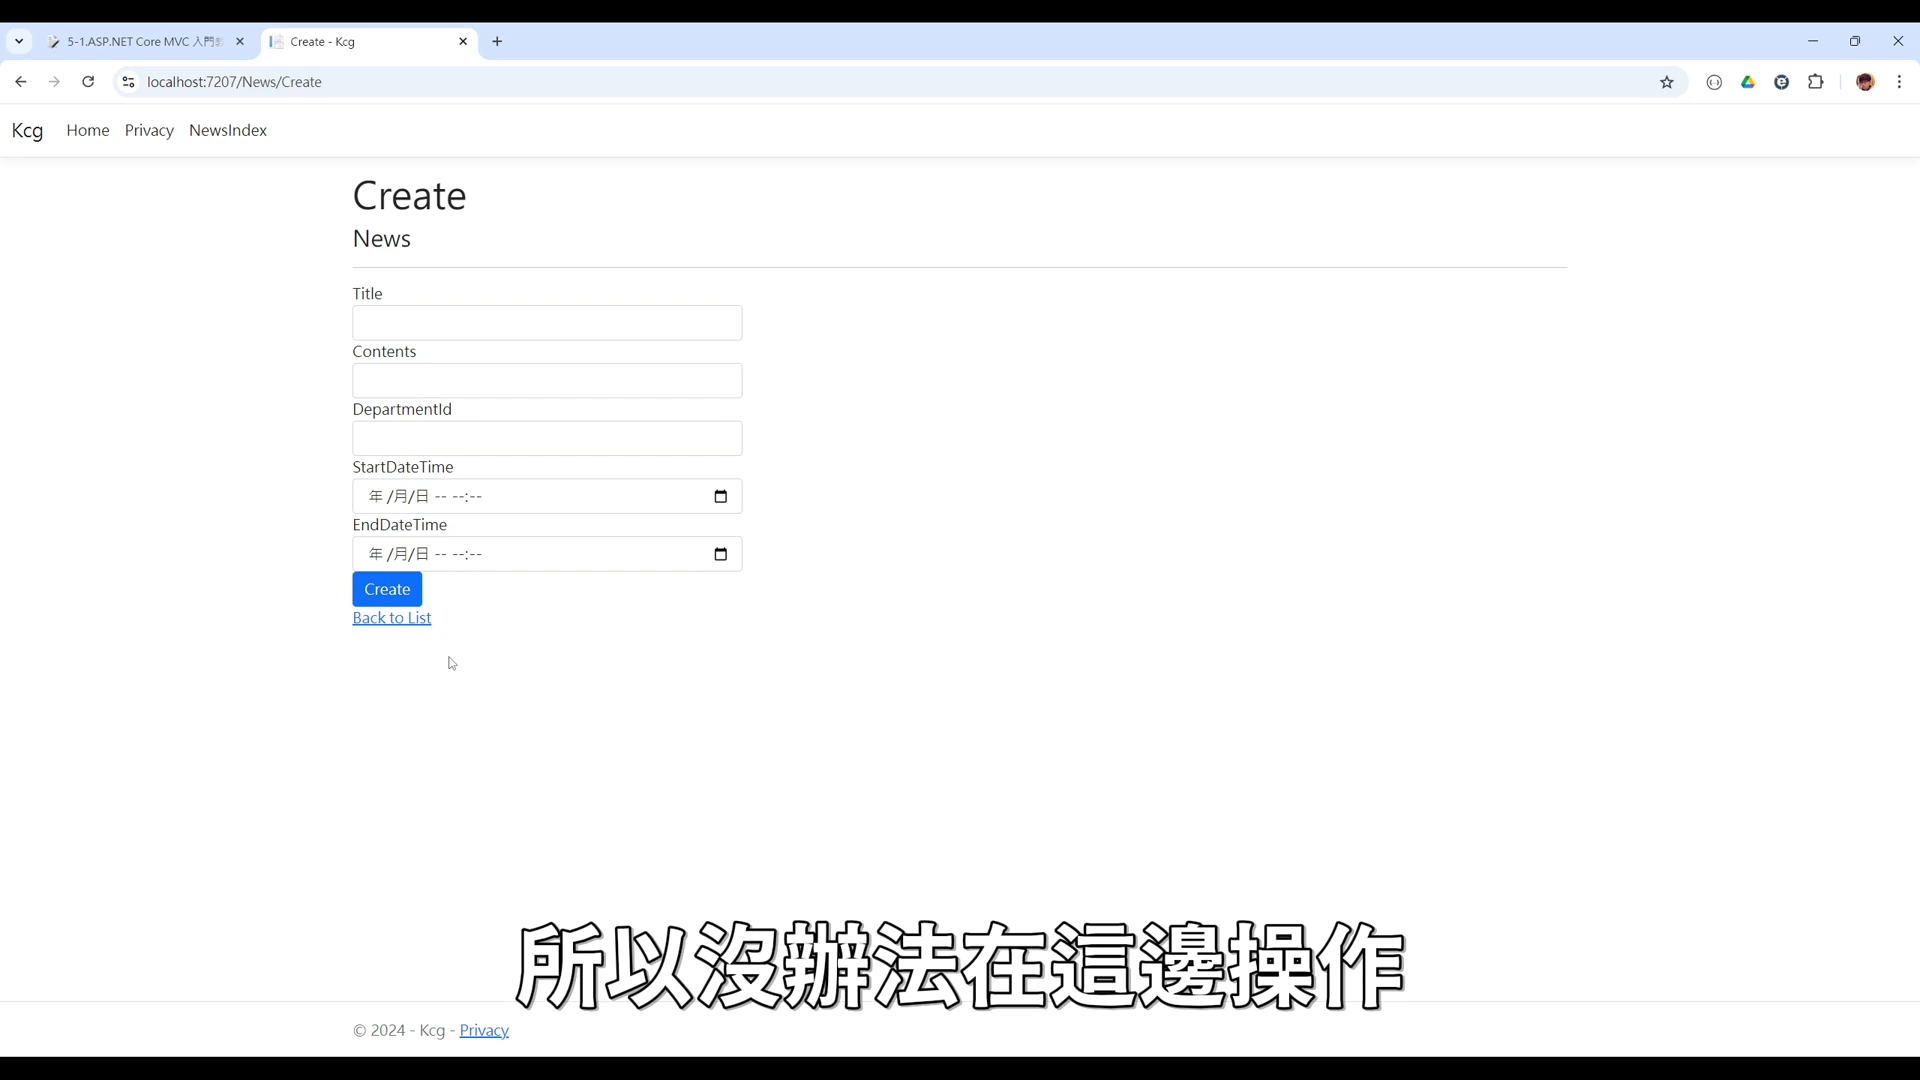 5-1.ASP.NET Core MVC 入門
Create - Kcg
localhost:7207/News/Create
Kcg Home Privacy NewsIndex
Create
News
Title
Contents
DepartmentId
StartDateTime
年 /月/日 -- --:--
EndDateTime
年 /月/日 -- --:--
Create
Back to List
所以沒辦法在這邊操作
© 2024 - Kcg - Privacy